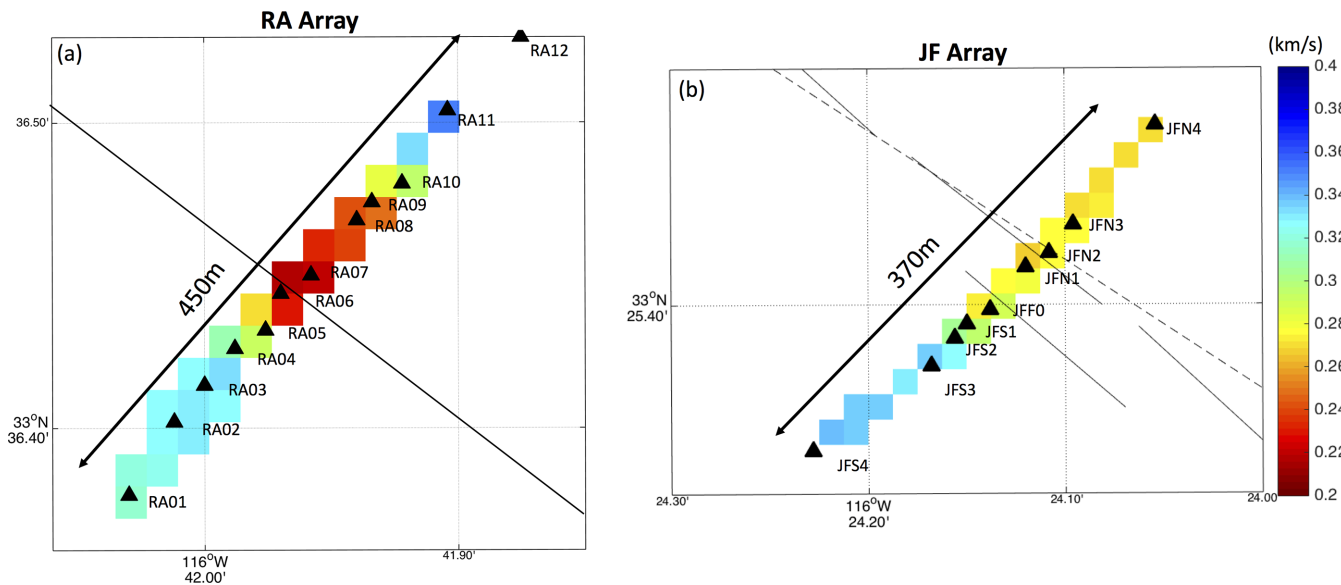 RA Array
(a)
RA12
36.50'
RA11
RA10
RA09
RA08
RA07
RA06
450m
RA05
RA04
RA03
33°N
36.40'
RA02
RA01
116°W
42.00'
41.90'
JF Array
(b)
JFN4
JFN3
JFN2
370m
JFN1
33°N
25.40'
JFF0
JFS1
JFS2
JFS3
JFS4
24.30'
116°W
24.20'
24.10'
24.00
(km/s)
0.4
0.38
0.36
0.34
0.32
0.3
0.28
0.26
0.24
0.22
0.2